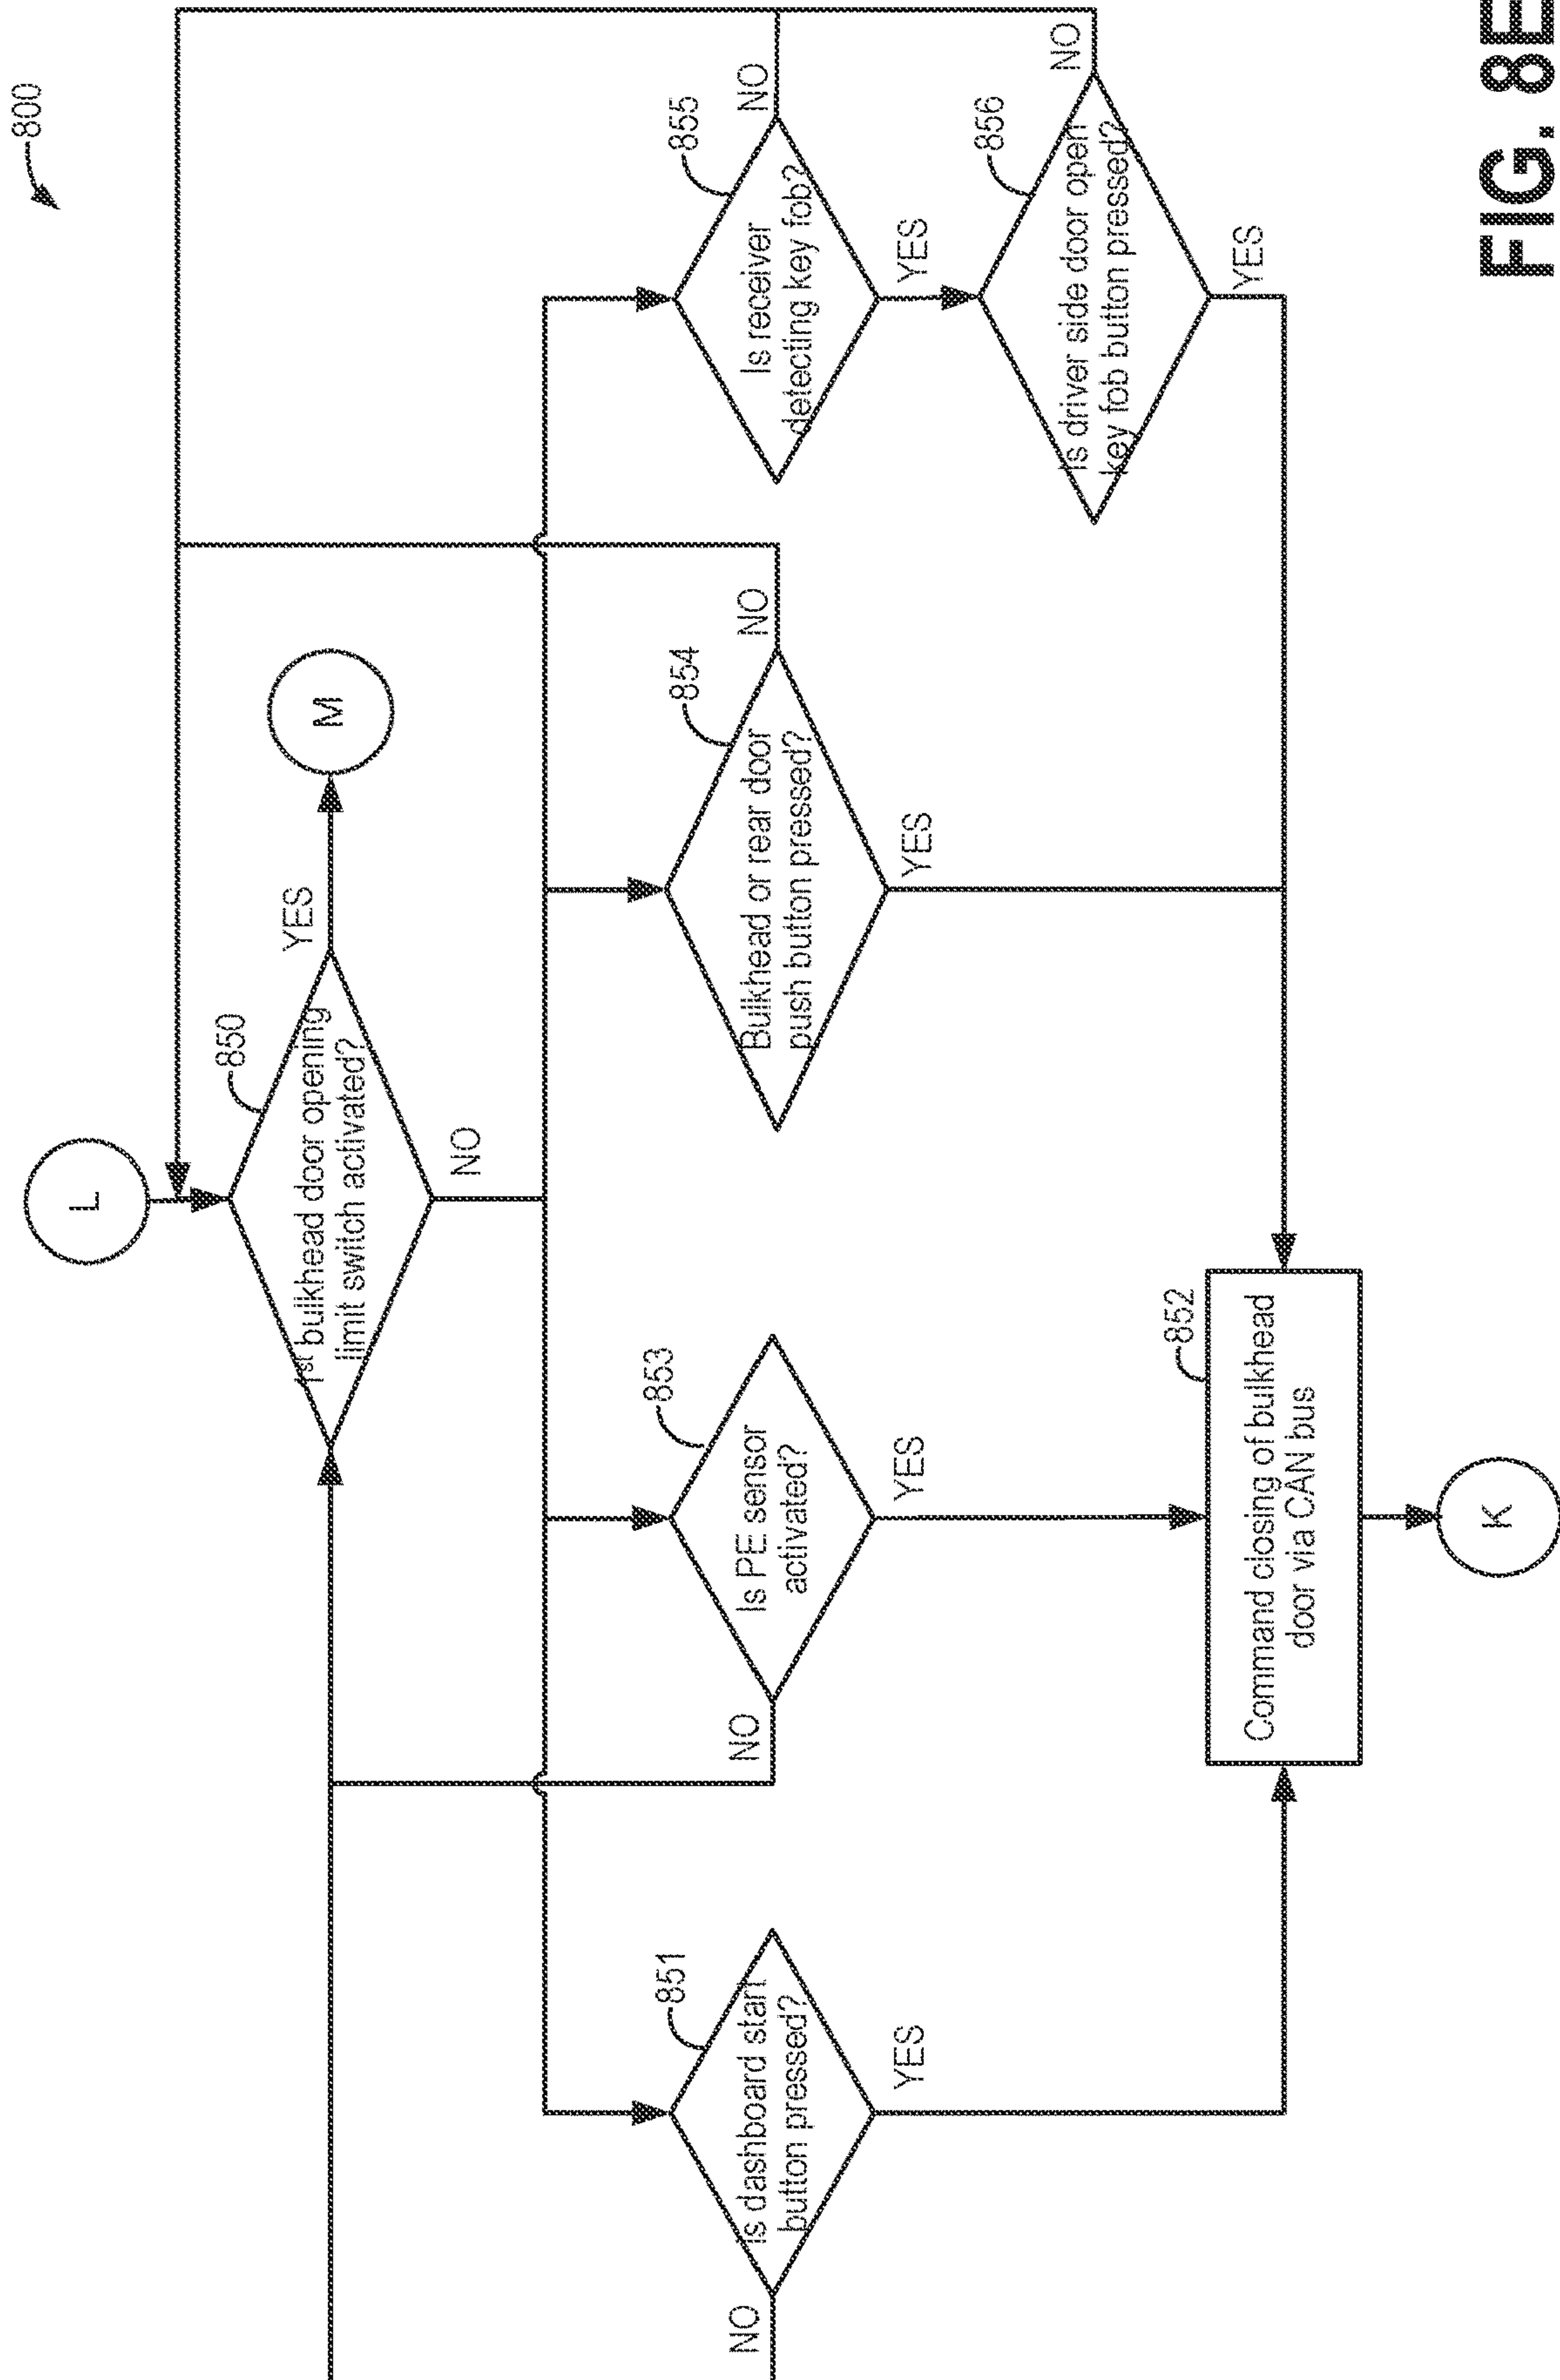 800
L
850
1st bulkhead door opening
limit switch activated?
YES
M
NO
851
Is dashboard start
button pressed?
NO
YES
853
Is PE sensor
activated?
NO
YES
854
Bulkhead or rear door
push button pressed?
NO
YES
855
Is receiver
detecting key fob?
NO
YES
856
Is driver side door open
key fob button pressed?
NO
YES
852
Command closing of bulkhead
door via CAN bus
K
FIG. 8E